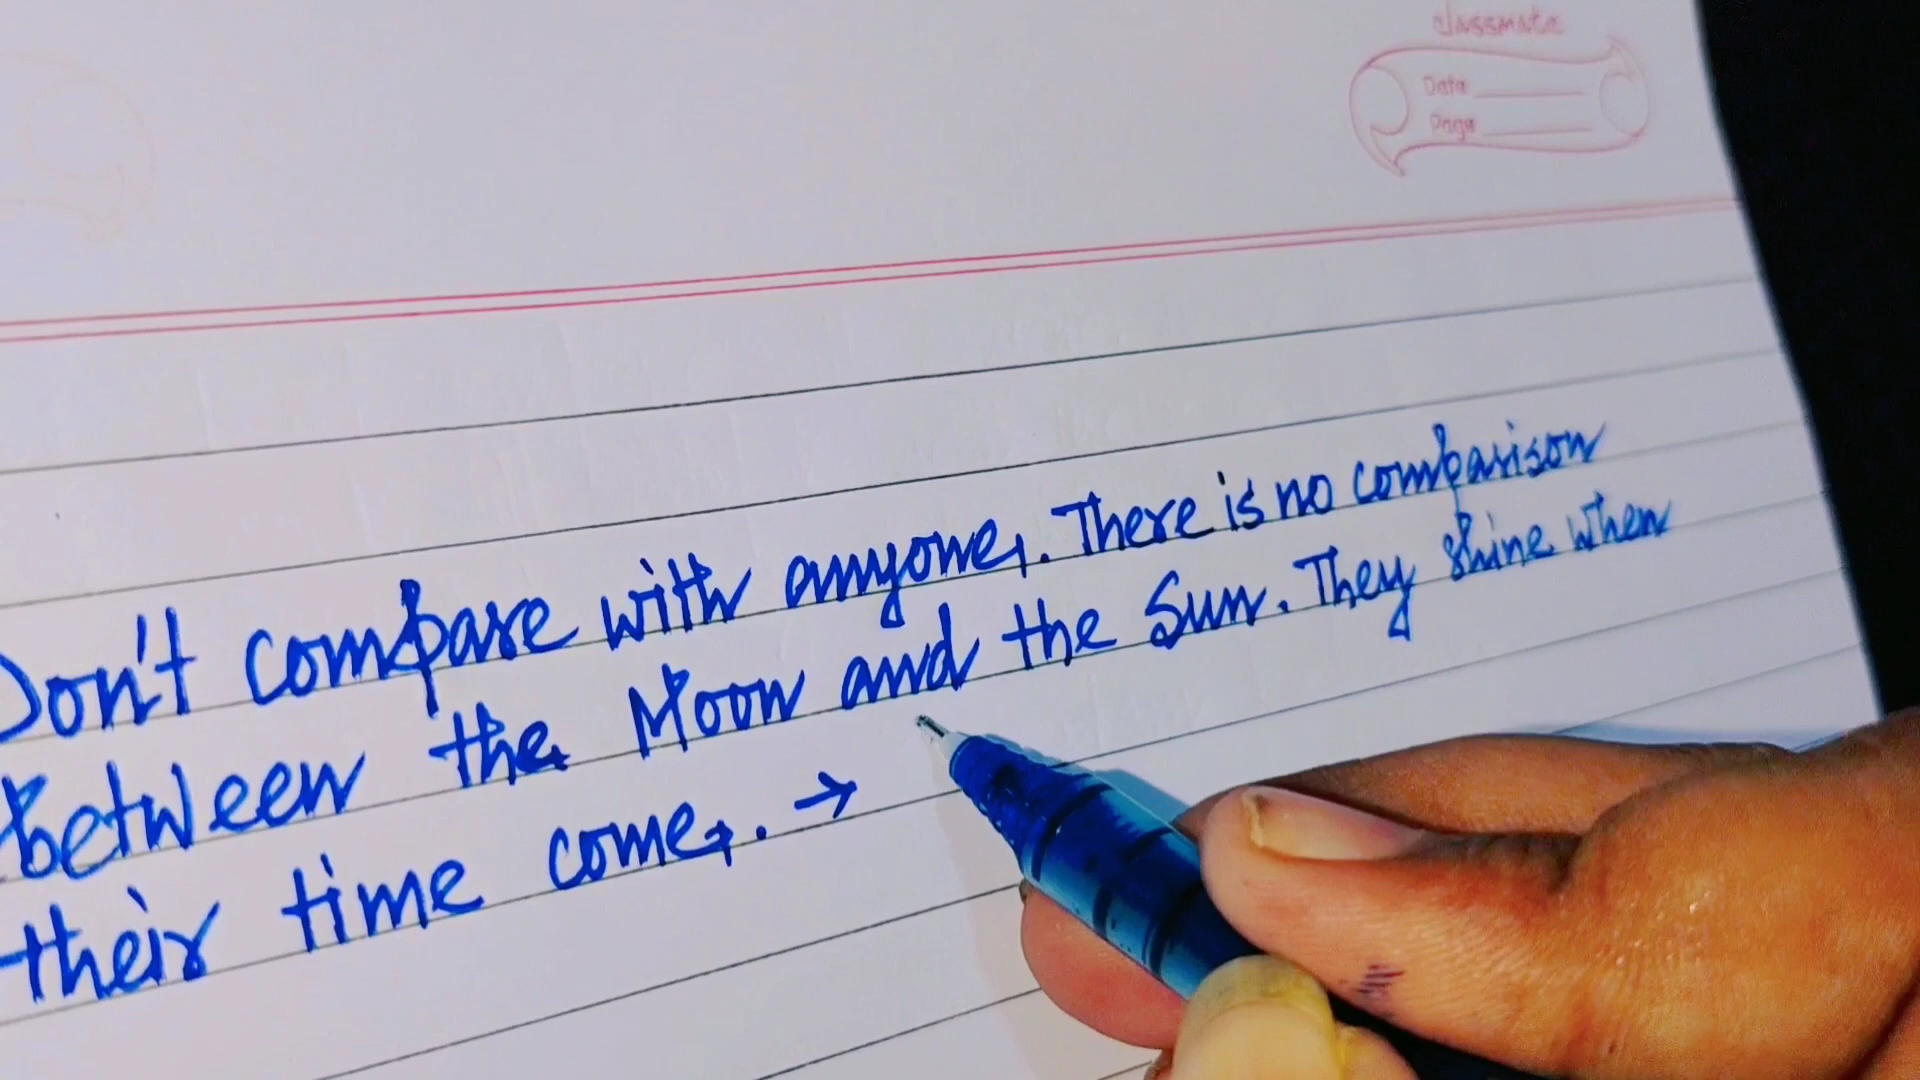 classmate
Date
Page
Don't compare with anyone. There is no comparison
between the Moon and the Sun. They shine when
their time come. →